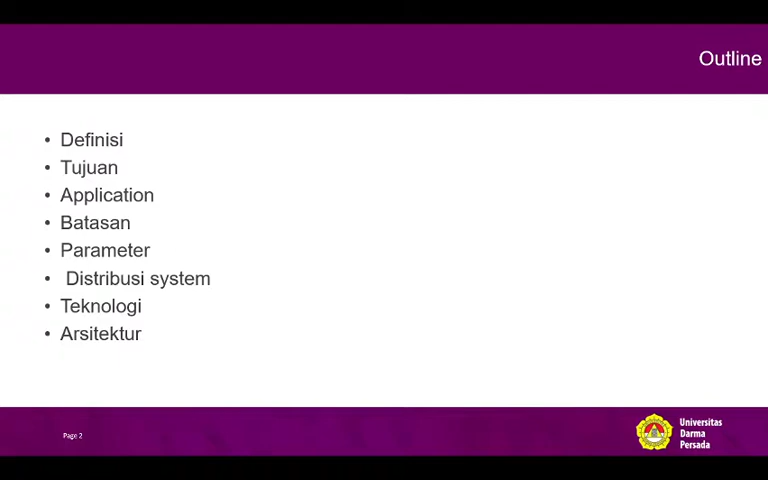 Outline
• Definisi
• Tujuan
• Application
• Batasan
• Parameter
• Distribusi system
• Teknologi
• Arsitektur
Page 2
Universitas
Darma
Persada